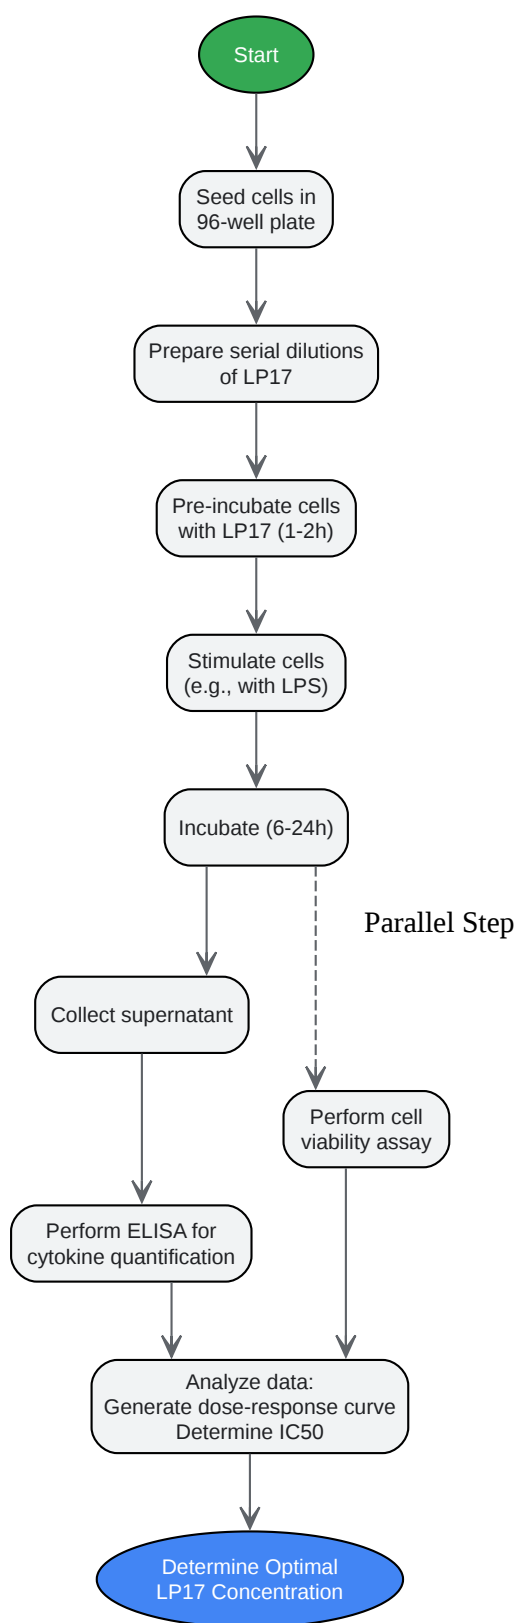 Start
Seed cells in
96-well plate
Prepare serial dilutions
of LP17
Pre-incubate cells
with LP17 (1-2h)
Stimulate cells
(e.g., with LPS)
Incubate (6-24h)
Parallel Step
Collect supernatant
Perform cell
viability assay
Perform ELISA for
cytokine quantification
Analyze data:
Generate dose-response curve
Determine IC50
Determine Optimal
LP17 Concentration